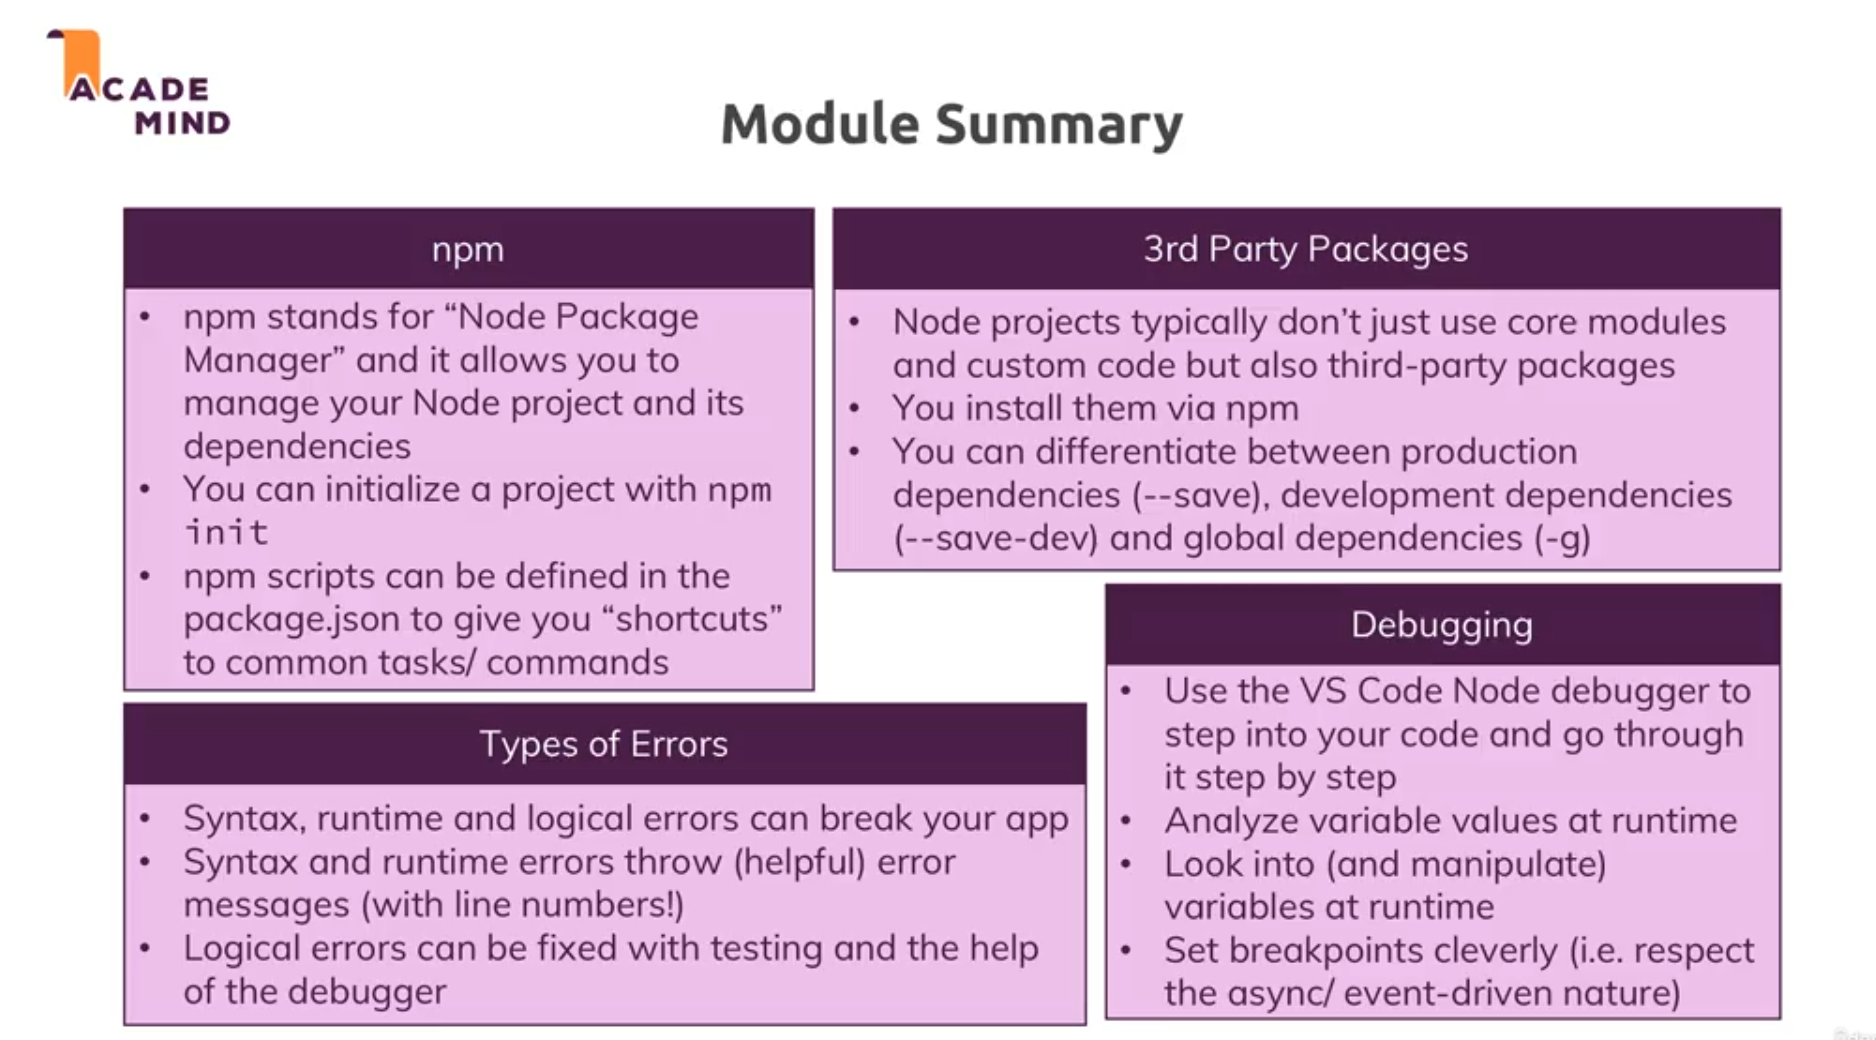 ACADE
MIND
Module Summary
npm
• npm stands for “Node Package
Manager” and it allows you to
manage your Node project and its
dependencies
• You can initialize a project with npm
init
• npm scripts can be defined in the
package.json to give you “shortcuts”
to common tasks/ commands
3rd Party Packages
• Node projects typically don’t just use core modules
and custom code but also third-party packages
• You install them via npm
• You can differentiate between production
dependencies (--save), development dependencies
(--save-dev) and global dependencies (-g)
Types of Errors
• Syntax, runtime and logical errors can break your app
• Syntax and runtime errors throw (helpful) error
messages (with line numbers!)
• Logical errors can be fixed with testing and the help
of the debugger
Debugging
• Use the VS Code Node debugger to
step into your code and go through
it step by step
• Analyze variable values at runtime
• Look into (and manipulate)
variables at runtime
• Set breakpoints cleverly (i.e. respect
the async/ event-driven nature)